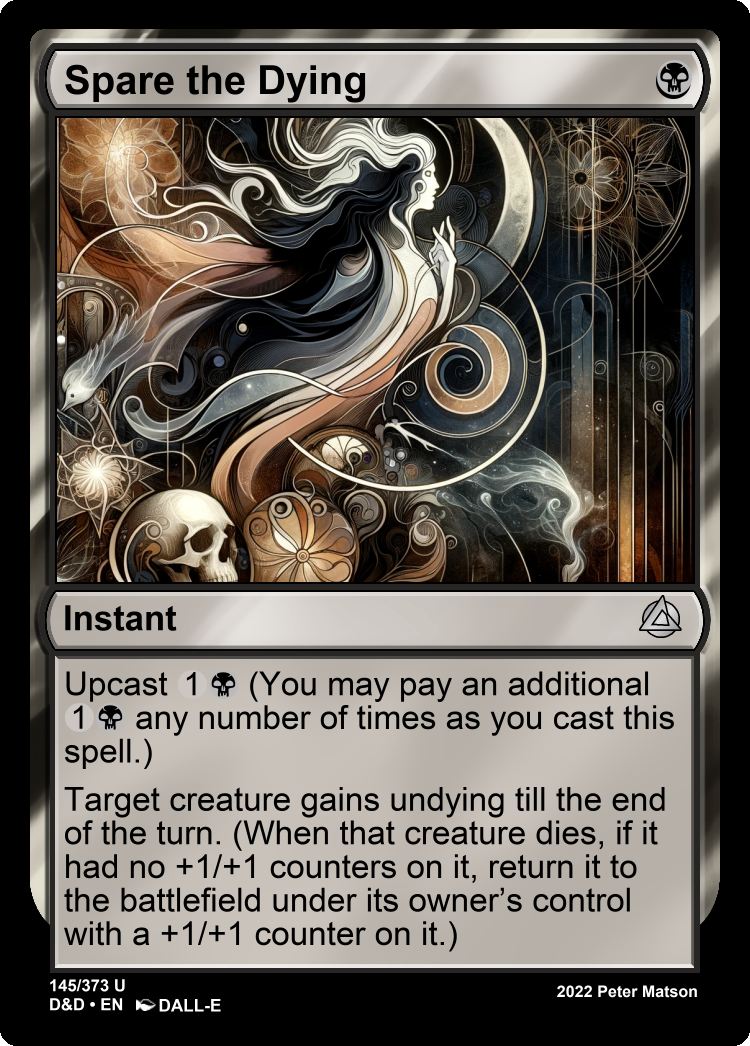 Spare the Dying
Instant
Upcast 1 (You may pay an additional
1 any number of times as you cast this
spell.)
Target creature gains undying till the end
of the turn. (When that creature dies, if it
had no +1/+1 counters on it, return it to
the battlefield under its owner’s control
with a +1/+1 counter on it.)
145/373 U
D&D • EN DALL-E
2022 Peter Matson